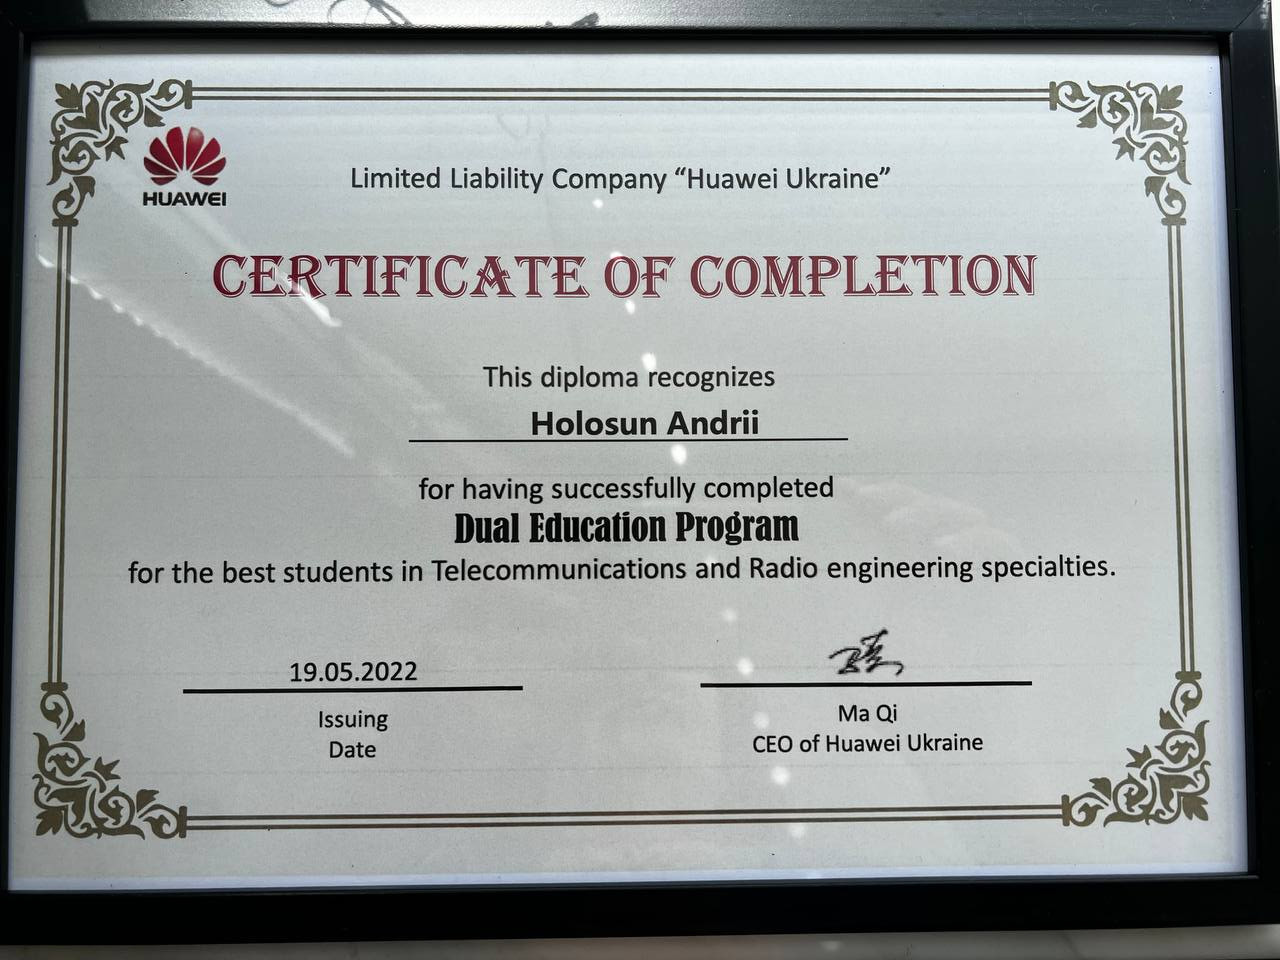 HUAWEI
Limited Liability Company “Huawei Ukraine”
CERTIFICATE OF COMPLETION
This diploma recognizes
Holosun Andrii
for having successfully completed
Dual Education Program
for the best students in Telecommunications and Radio engineering specialties.
19.05.2022
Issuing
Date
Ma Qi
CEO of Huawei Ukraine